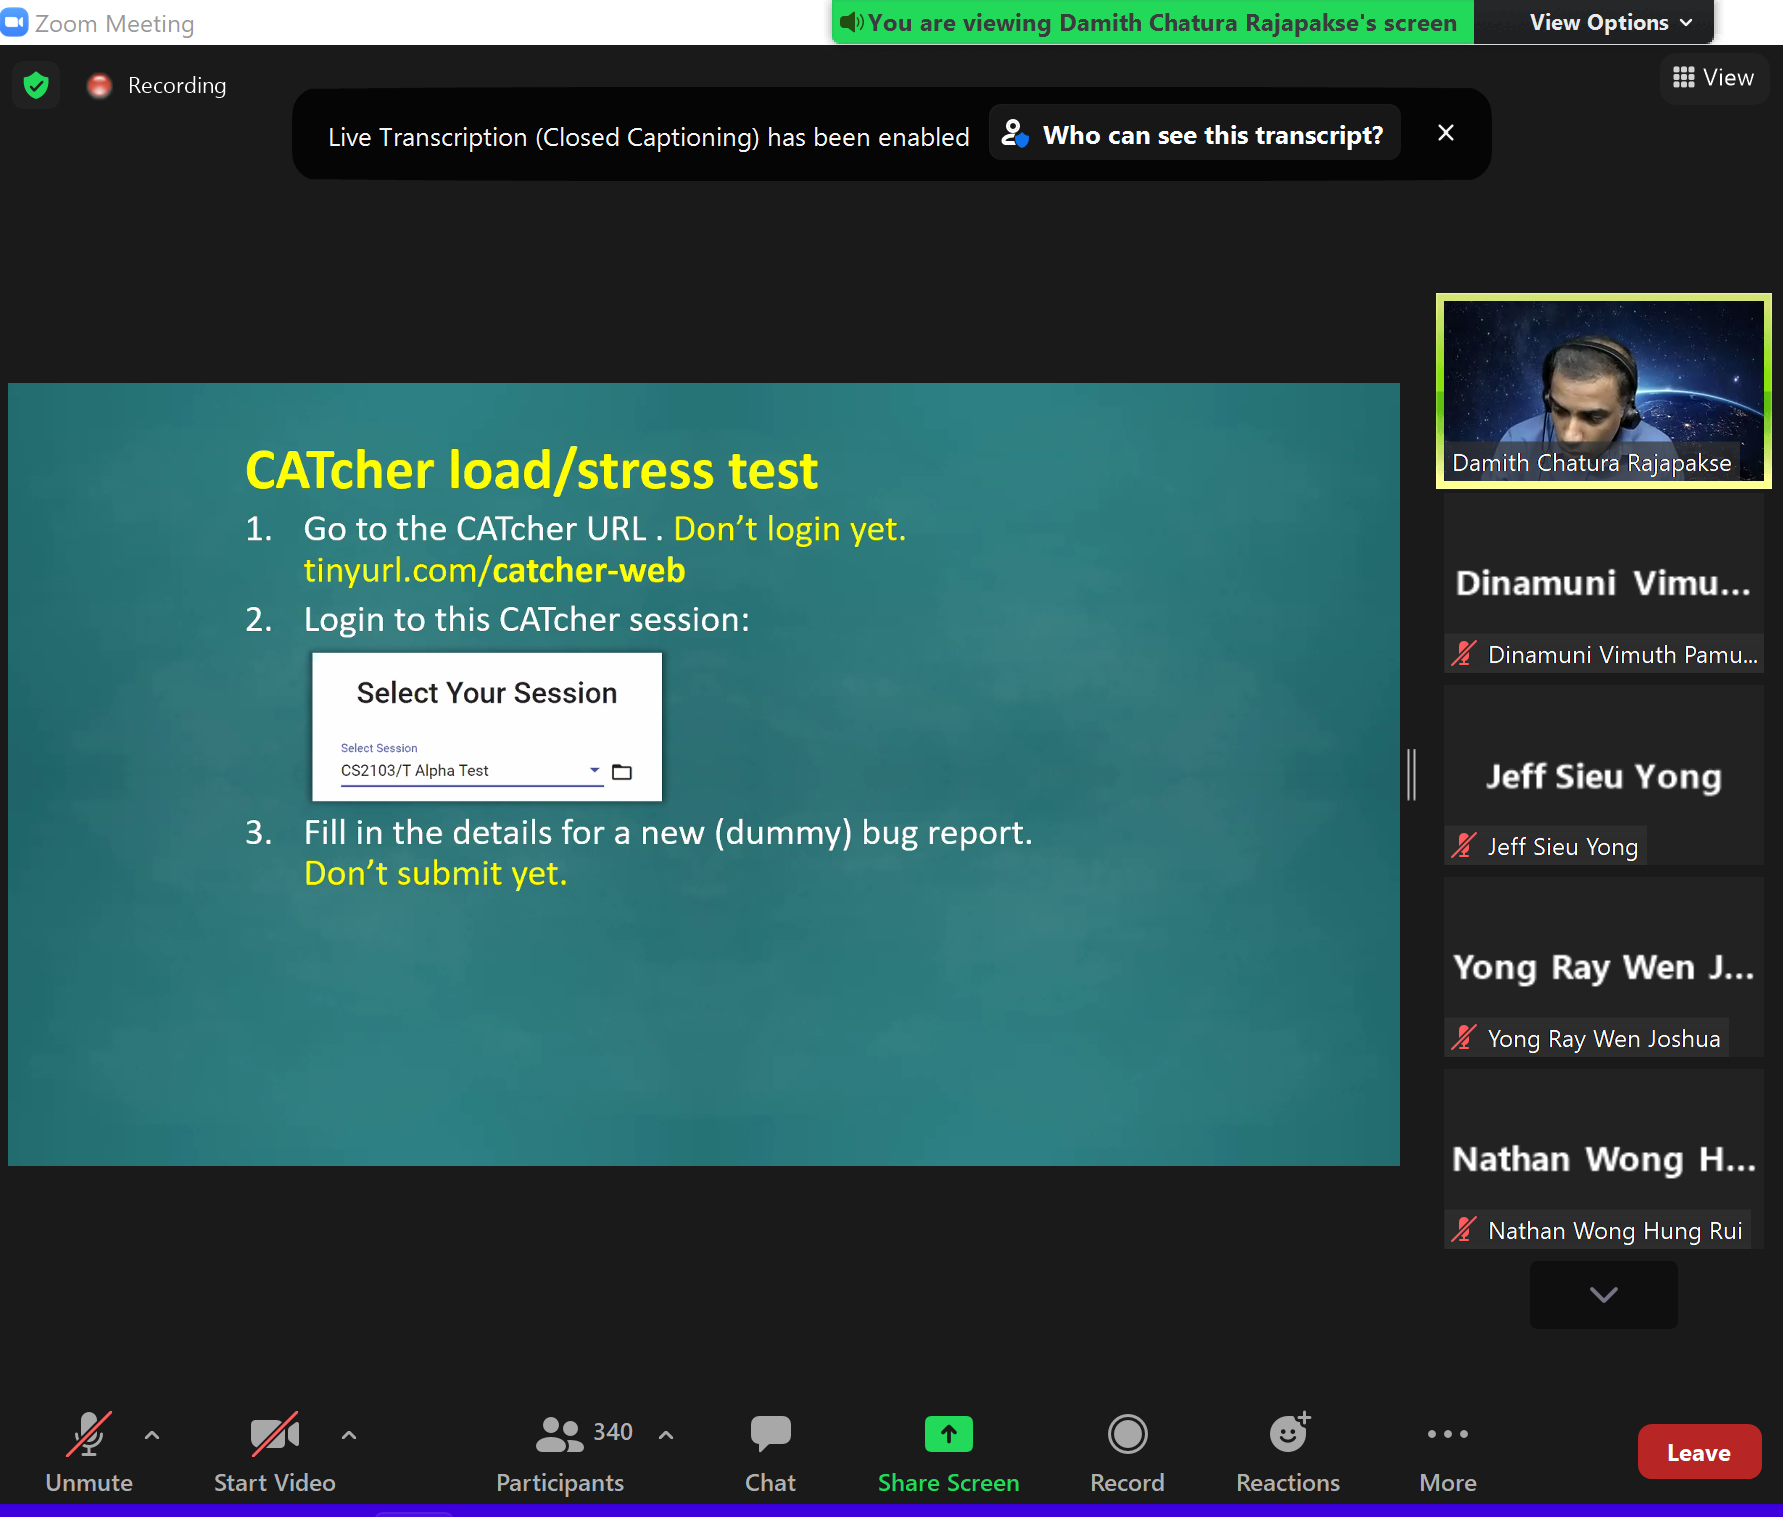 Zoom Meeting
You are viewing Damith Chatura Rajapakse's screen
View Options
Recording
View
Live Transcription (Closed Captioning) has been enabled
Who can see this transcript?
CATcher load/stress test
1. Go to the CATcher URL . Don't login yet.
tinyurl.com/catcher-web
2. Login to this CATcher session:
Select Your Session
Select Session
CS2103/T Alpha Test
3. Fill in the details for a new (dummy) bug report.
Don't submit yet.
Damith Chatura Rajapakse
Dinamuni Vimu...
Dinamuni Vimuth Pamu...
Jeff Sieu Yong
Jeff Sieu Yong
Yong Ray Wen J...
Yong Ray Wen Joshua
Nathan Wong H...
Nathan Wong Hung Rui
Unmute
Start Video
340
Participants
Chat
Share Screen
Record
Reactions
More
Leave